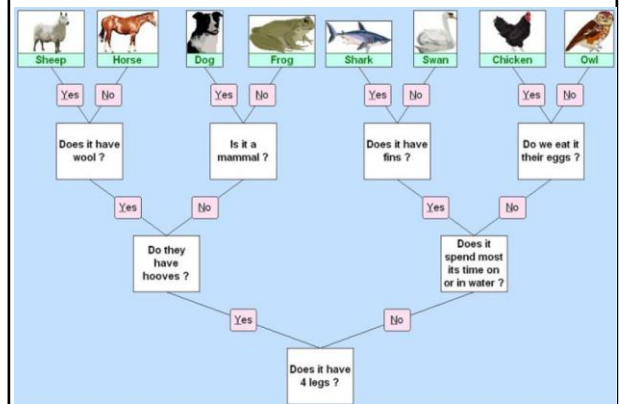 Sheep Horse Dog Frog Shark Swan Chicken Owl
Yes No Yes No Yes No Yes No
Does it have
wool ?
Is it a
mammal ?
Does it have
fins ?
Do we eat it
their eggs ?
Yes No Yes No
Do they
have
hooves ?
Does it
spend most
its time on
or in water ?
Yes No
Does it have
4 legs ?